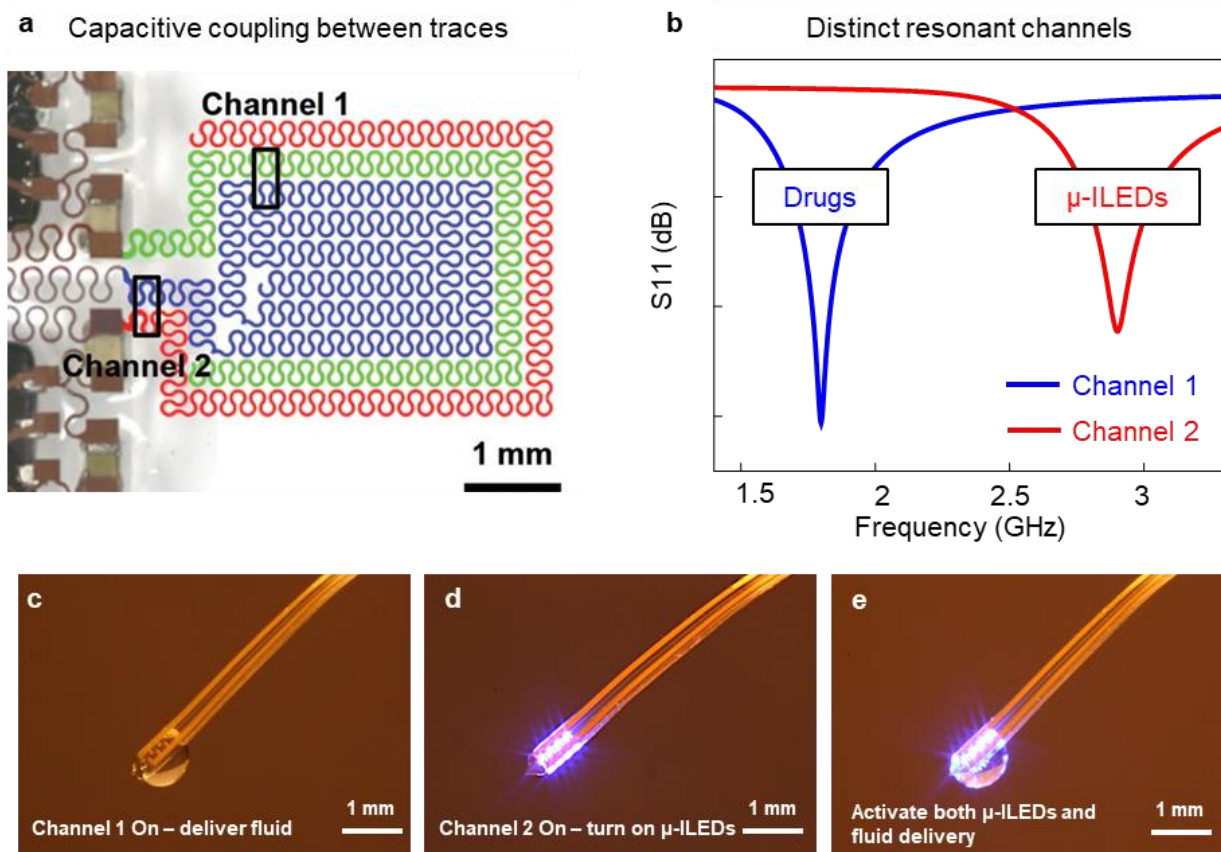 a Capacitive coupling between traces
Channel 1
Channel 2
1 mm
b Distinct resonant channels
S11 (dB)
Drugs
μ-ILEDs
Channel 1
Channel 2
1.5 2 2.5 3
Frequency (GHz)
c
Channel 1 On – deliver fluid
1 mm
d
Channel 2 On – turn on μ-ILEDs
1 mm
e
Activate both μ-ILEDs and
fluid delivery
1 mm